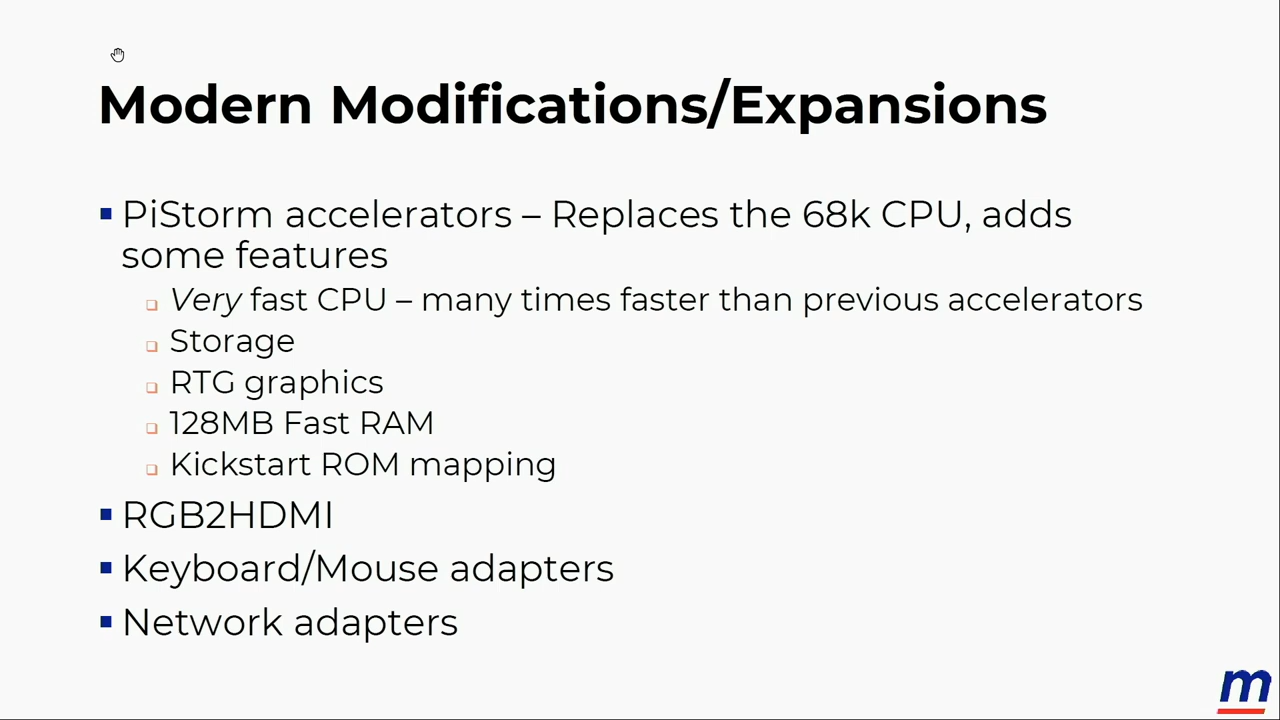 Modern Modifications/Expansions
PiStorm accelerators – Replaces the 68k CPU, adds
some features
Very fast CPU – many times faster than previous accelerators
Storage
RTG graphics
128MB Fast RAM
Kickstart ROM mapping
RGB2HDMI
Keyboard/Mouse adapters
Network adapters
m